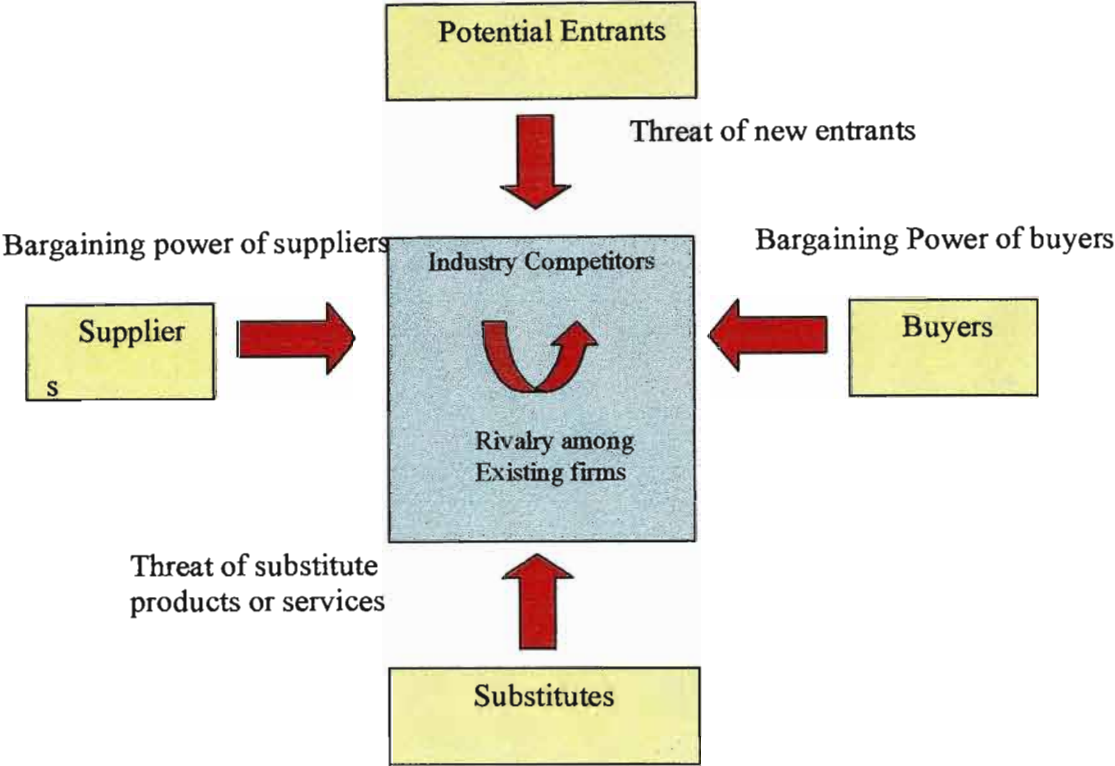 Potential Entrants
Threat of new entrants
Bargaining power of suppliers
Bargaining Power of buyers
Industry Competitors
Supplier
s
Buyers
Rivalry among
Existing firms
Threat of substitute
products or services
Substitutes